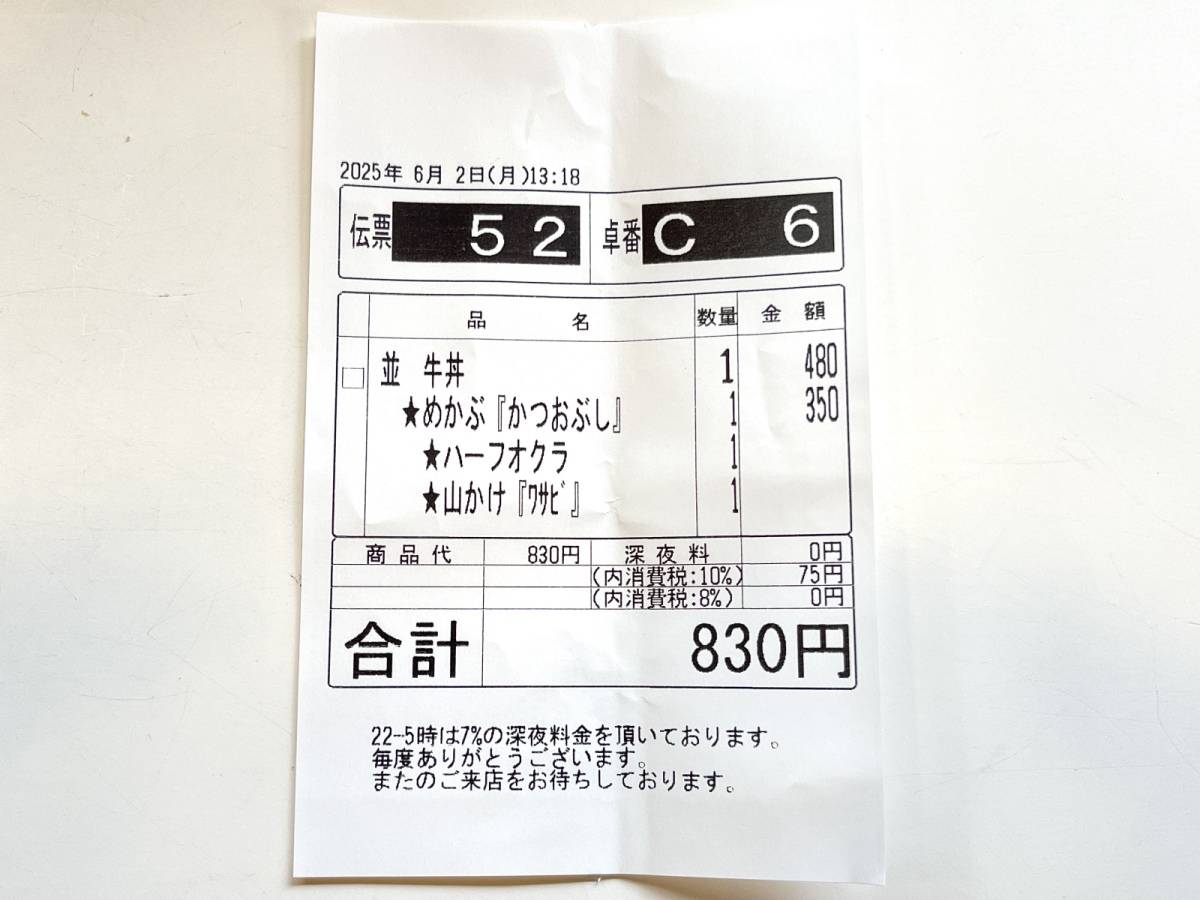 2025年 6月 2日(月)13:18
伝票 52 卓番 C 6
品名 数量 金額
並 牛丼 1 480
★めかぶ『かつおぶし』 1 350
★ハーフオクラ 1
★山かけ『ﾜｻﾋﾞ』 1
商品代 830円 深夜料 0円
(内消費税:10%) 75円
(内消費税:8%) 0円
合計 830円
22-5時は7%の深夜料金を頂いております。
毎度ありがとうございます。
またのご来店をお待ちしております。